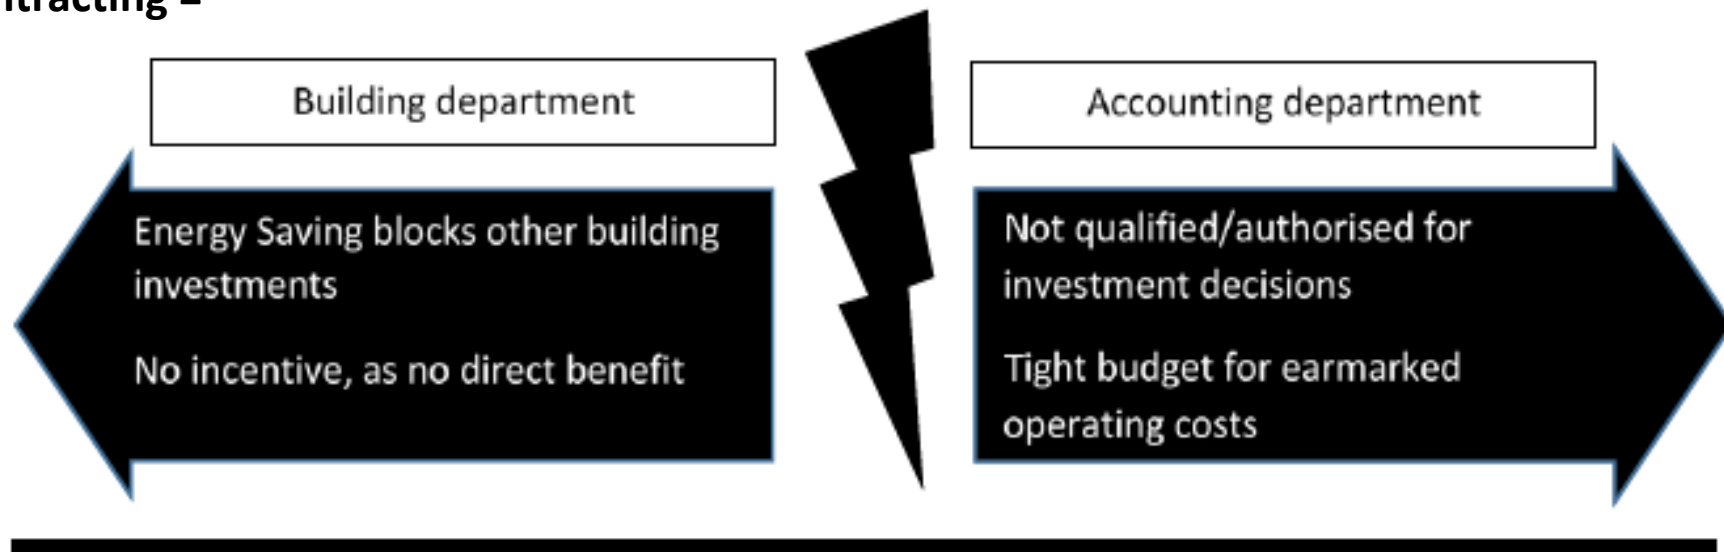 Building department
Accounting department
Energy Saving blocks other building
investments
No incentive, as no direct benefit
Not qualified/authorised for
investment decisions
Tight budget for earmarked
operating costs